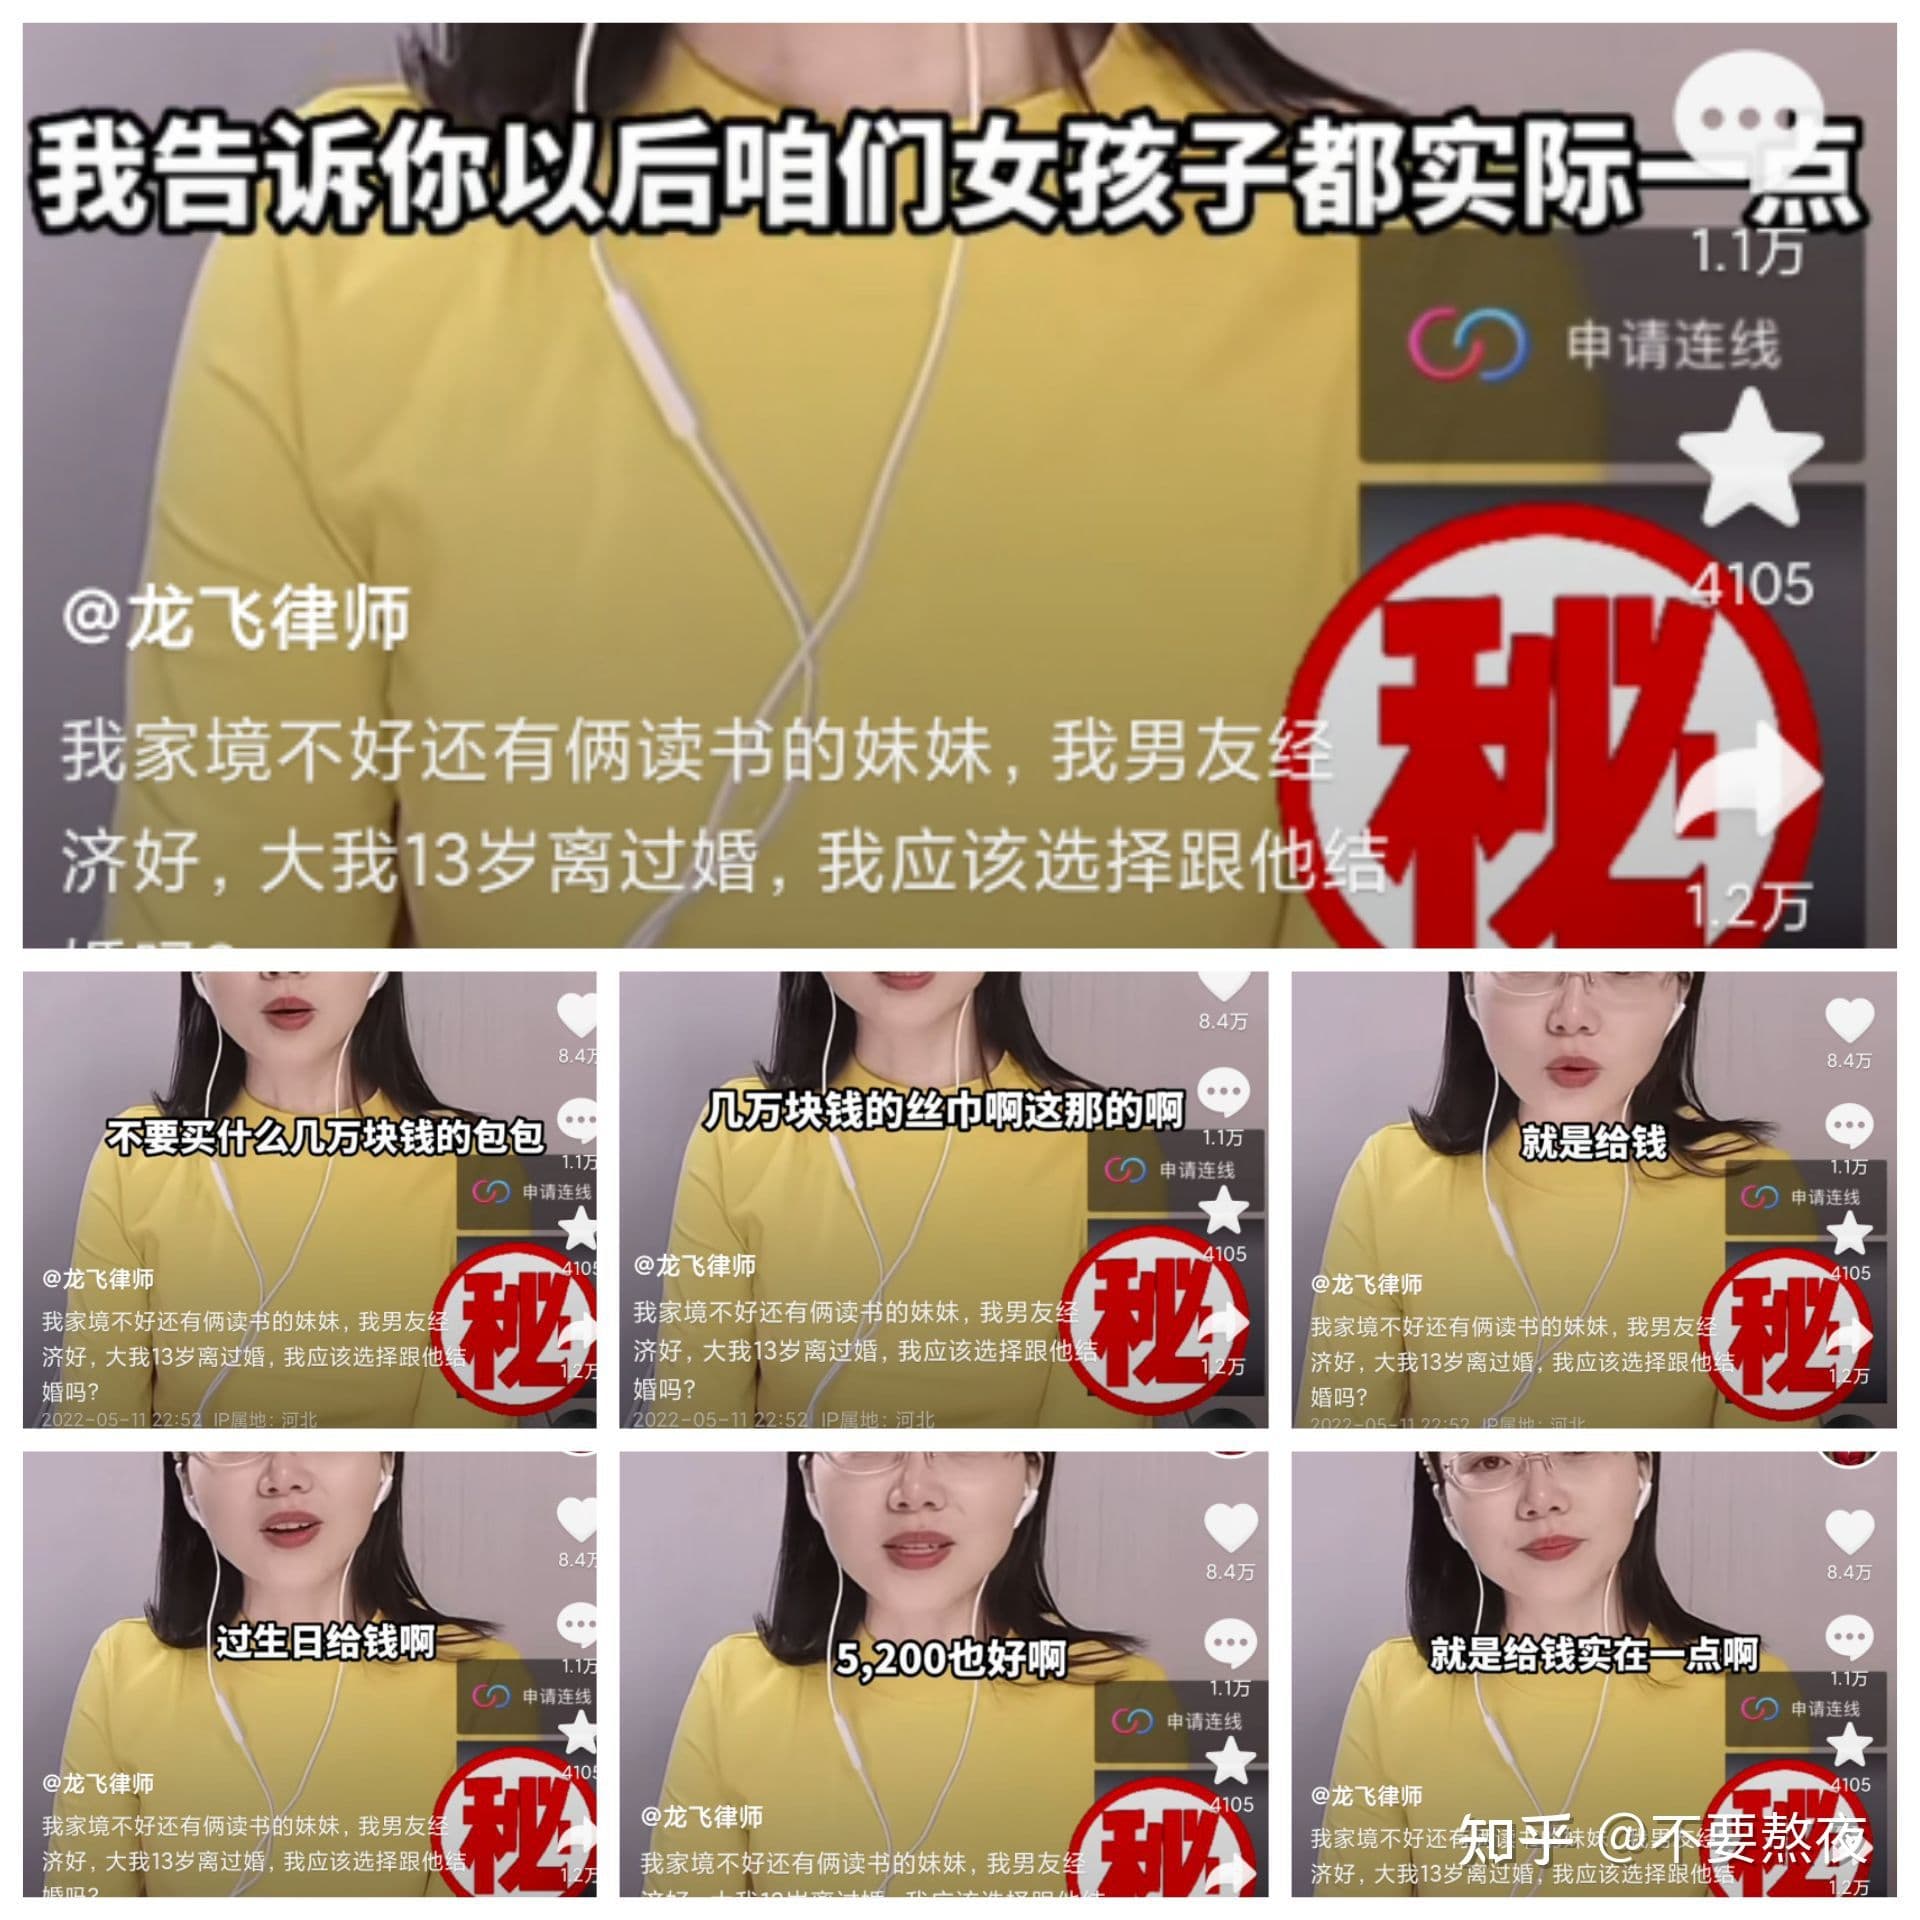 我告诉你以后咱们女孩子都实际一点
1.1万
申请连线
4105
@龙飞律师
秘
我家境不好还有俩读书的妹妹，我男友经
济好，大我13岁离过婚，我应该选择跟他结
1.2万
8.4万
不要买什么几万块钱的包包
1.1万
申请连线
4105
@龙飞律师
秘
我家境不好还有俩读书的妹妹，我男友经
济好，大我13岁离过婚，我应该选择跟他结
1.2万
婚吗？
2022-05-11 22:52 IP属地：河北
8.4万
几万块钱的丝巾啊这那的啊
1.1万
申请连线
4105
@龙飞律师
秘
我家境不好还有俩读书的妹妹，我男友经
济好，大我13岁离过婚，我应该选择跟他结
1.2万
婚吗？
2022-05-11 22:52 IP属地：河北
8.4万
就是给钱
1.1万
申请连线
4105
@龙飞律师
秘
我家境不好还有俩读书的妹妹，我男友经
济好，大我13岁离过婚，我应该选择跟他结
1.2万
婚吗？
2022-05-11 22:52 IP属地：河北
8.4万
过生日给钱啊
1.1万
申请连线
4105
@龙飞律师
秘
我家境不好还有俩读书的妹妹，我男友经
济好，大我13岁离过婚，我应该选择跟他结
1.2万
婚吗？
8.4万
5,200也好啊
1.1万
申请连线
4105
@龙飞律师
秘
我家境不好还有俩读书的妹妹，我男友经
8.4万
就是给钱实在一点啊
1.1万
申请连线
4105
@龙飞律师
秘
我家境不好还有俩读书的妹妹，我男友经
济好，大我13岁离过婚，我应该选择跟他结
1.2万
知乎 @不要熬夜